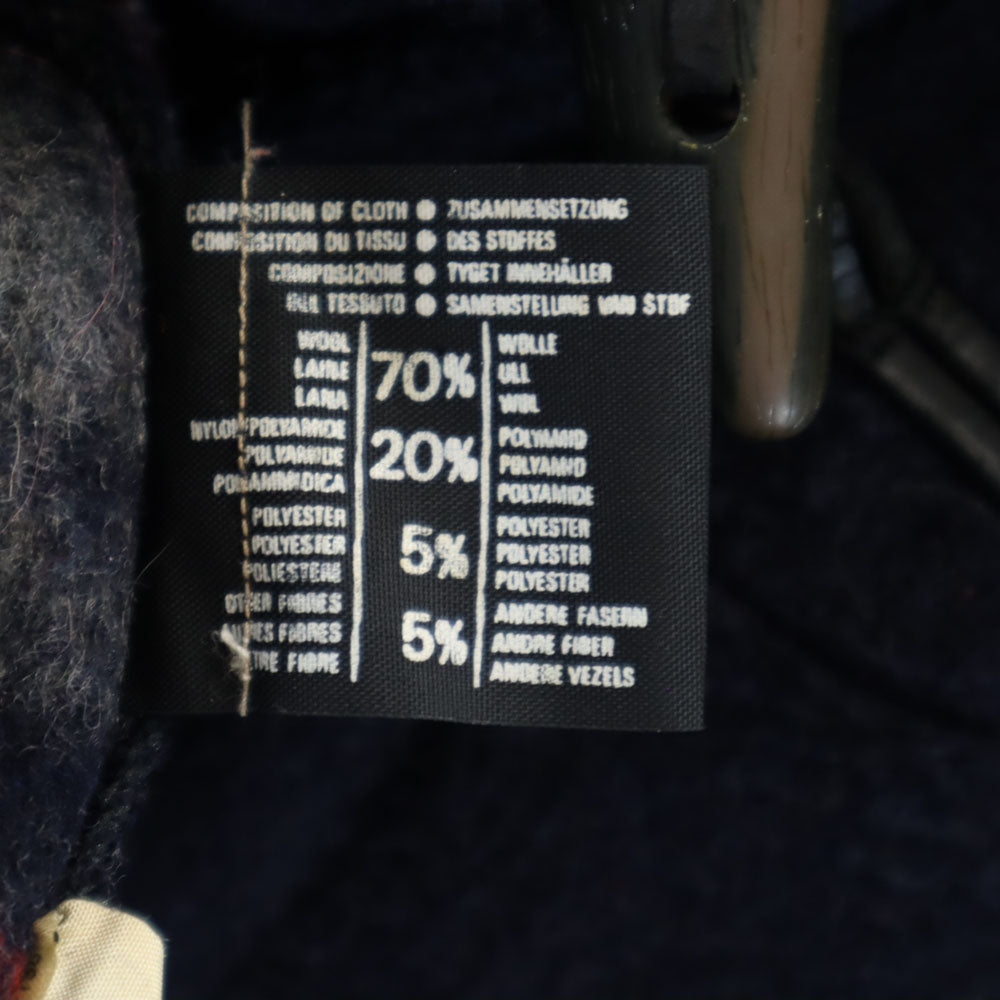 COMPOSITION OF CLOTH ● ZUSAMMENSETZUNG
COMPOSITION DU TISSU ● DES STOFFES
COMPOSIZIONE ● TYGET INNEHÅLLER
DEL TESSUTO ● SAMENSTELLING VAN STOF
WOOL WOLLE
LAINE 70% ULL
LANA WOL
NYLON/POLYAMIDE POLYAMID
POLYAMIDE 20% POLYAMID
POLIAMMIDICA POLYAMIDE
POLYESTER POLYESTER
POLYESTER 5% POLYESTER
POLIESTERE POLYESTER
OTHER FIBRES ANDERE FASERN
FIBRES 5% ANDRE FIBER
FIBRE ANDERE VEZELS